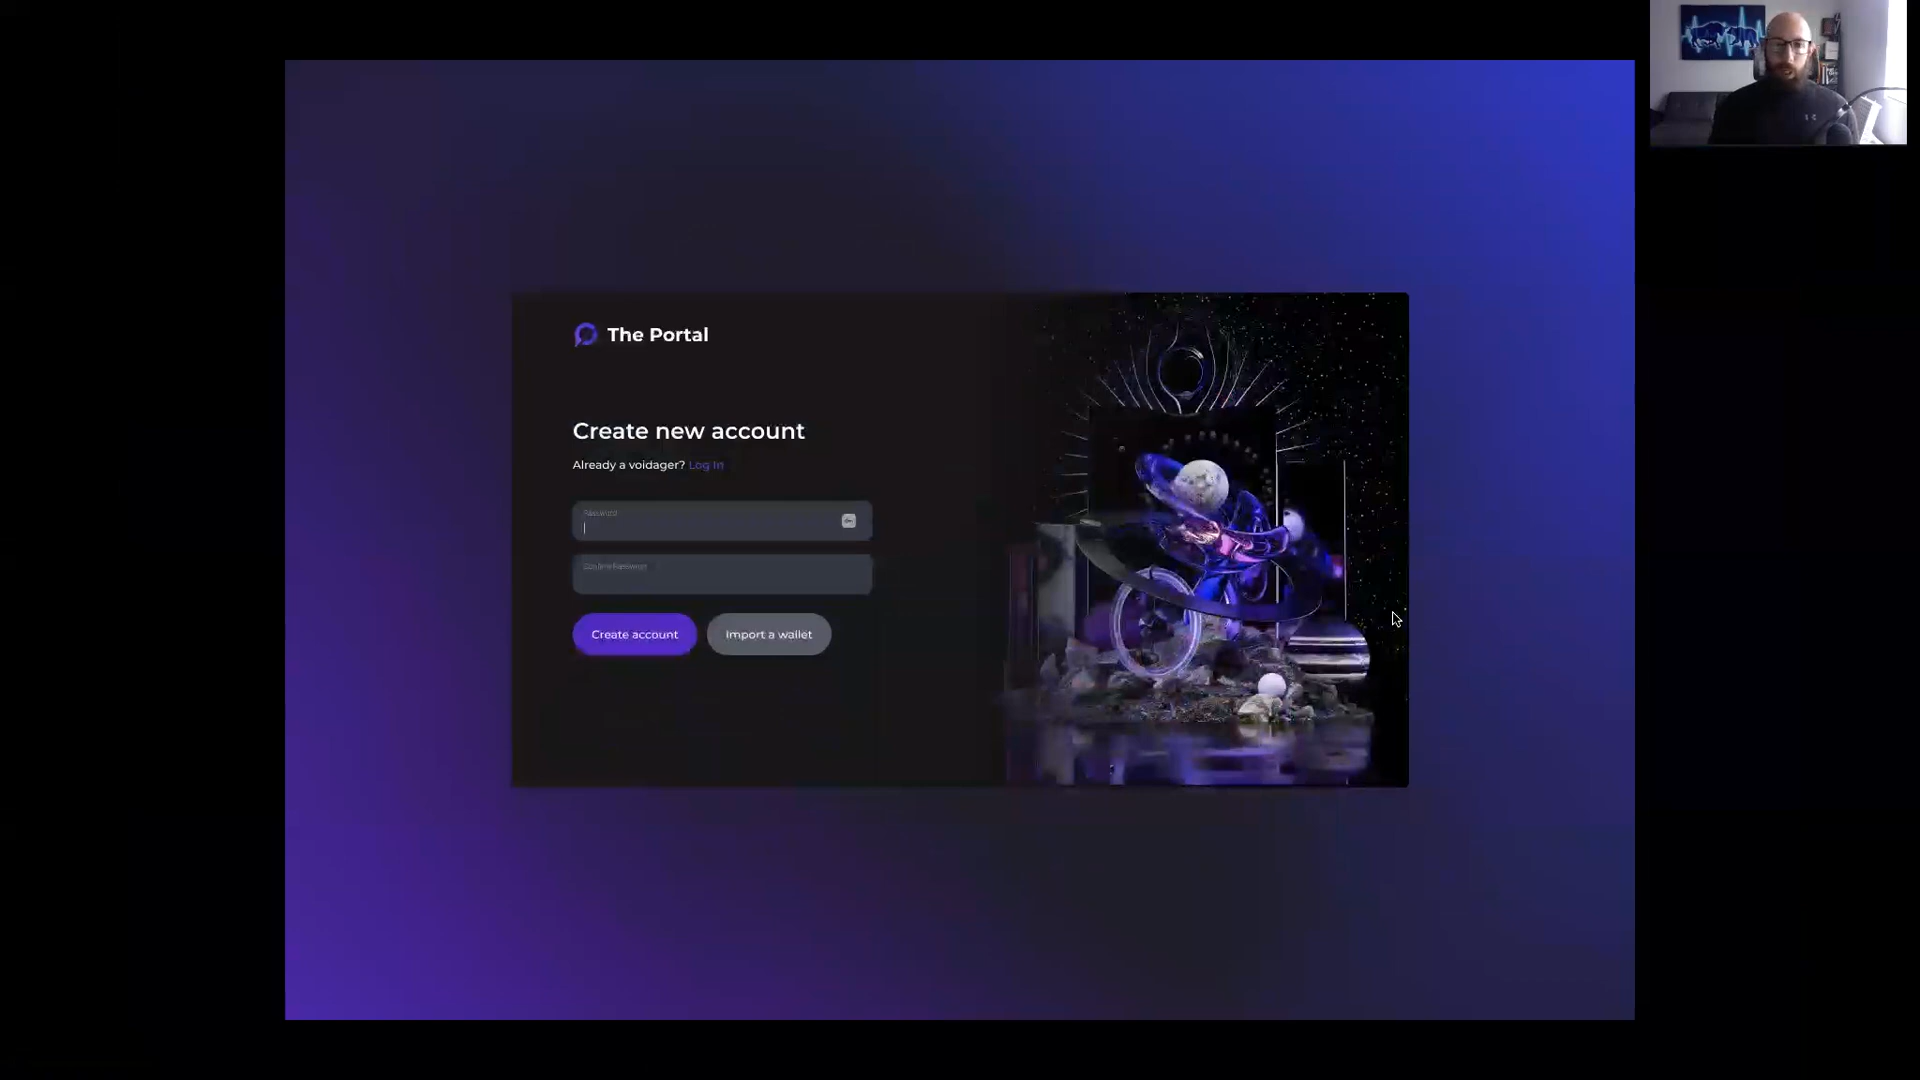 The Portal
Create new account
Already a voidager? Log In
Password
Confirm Password
Create account
Import a wallet